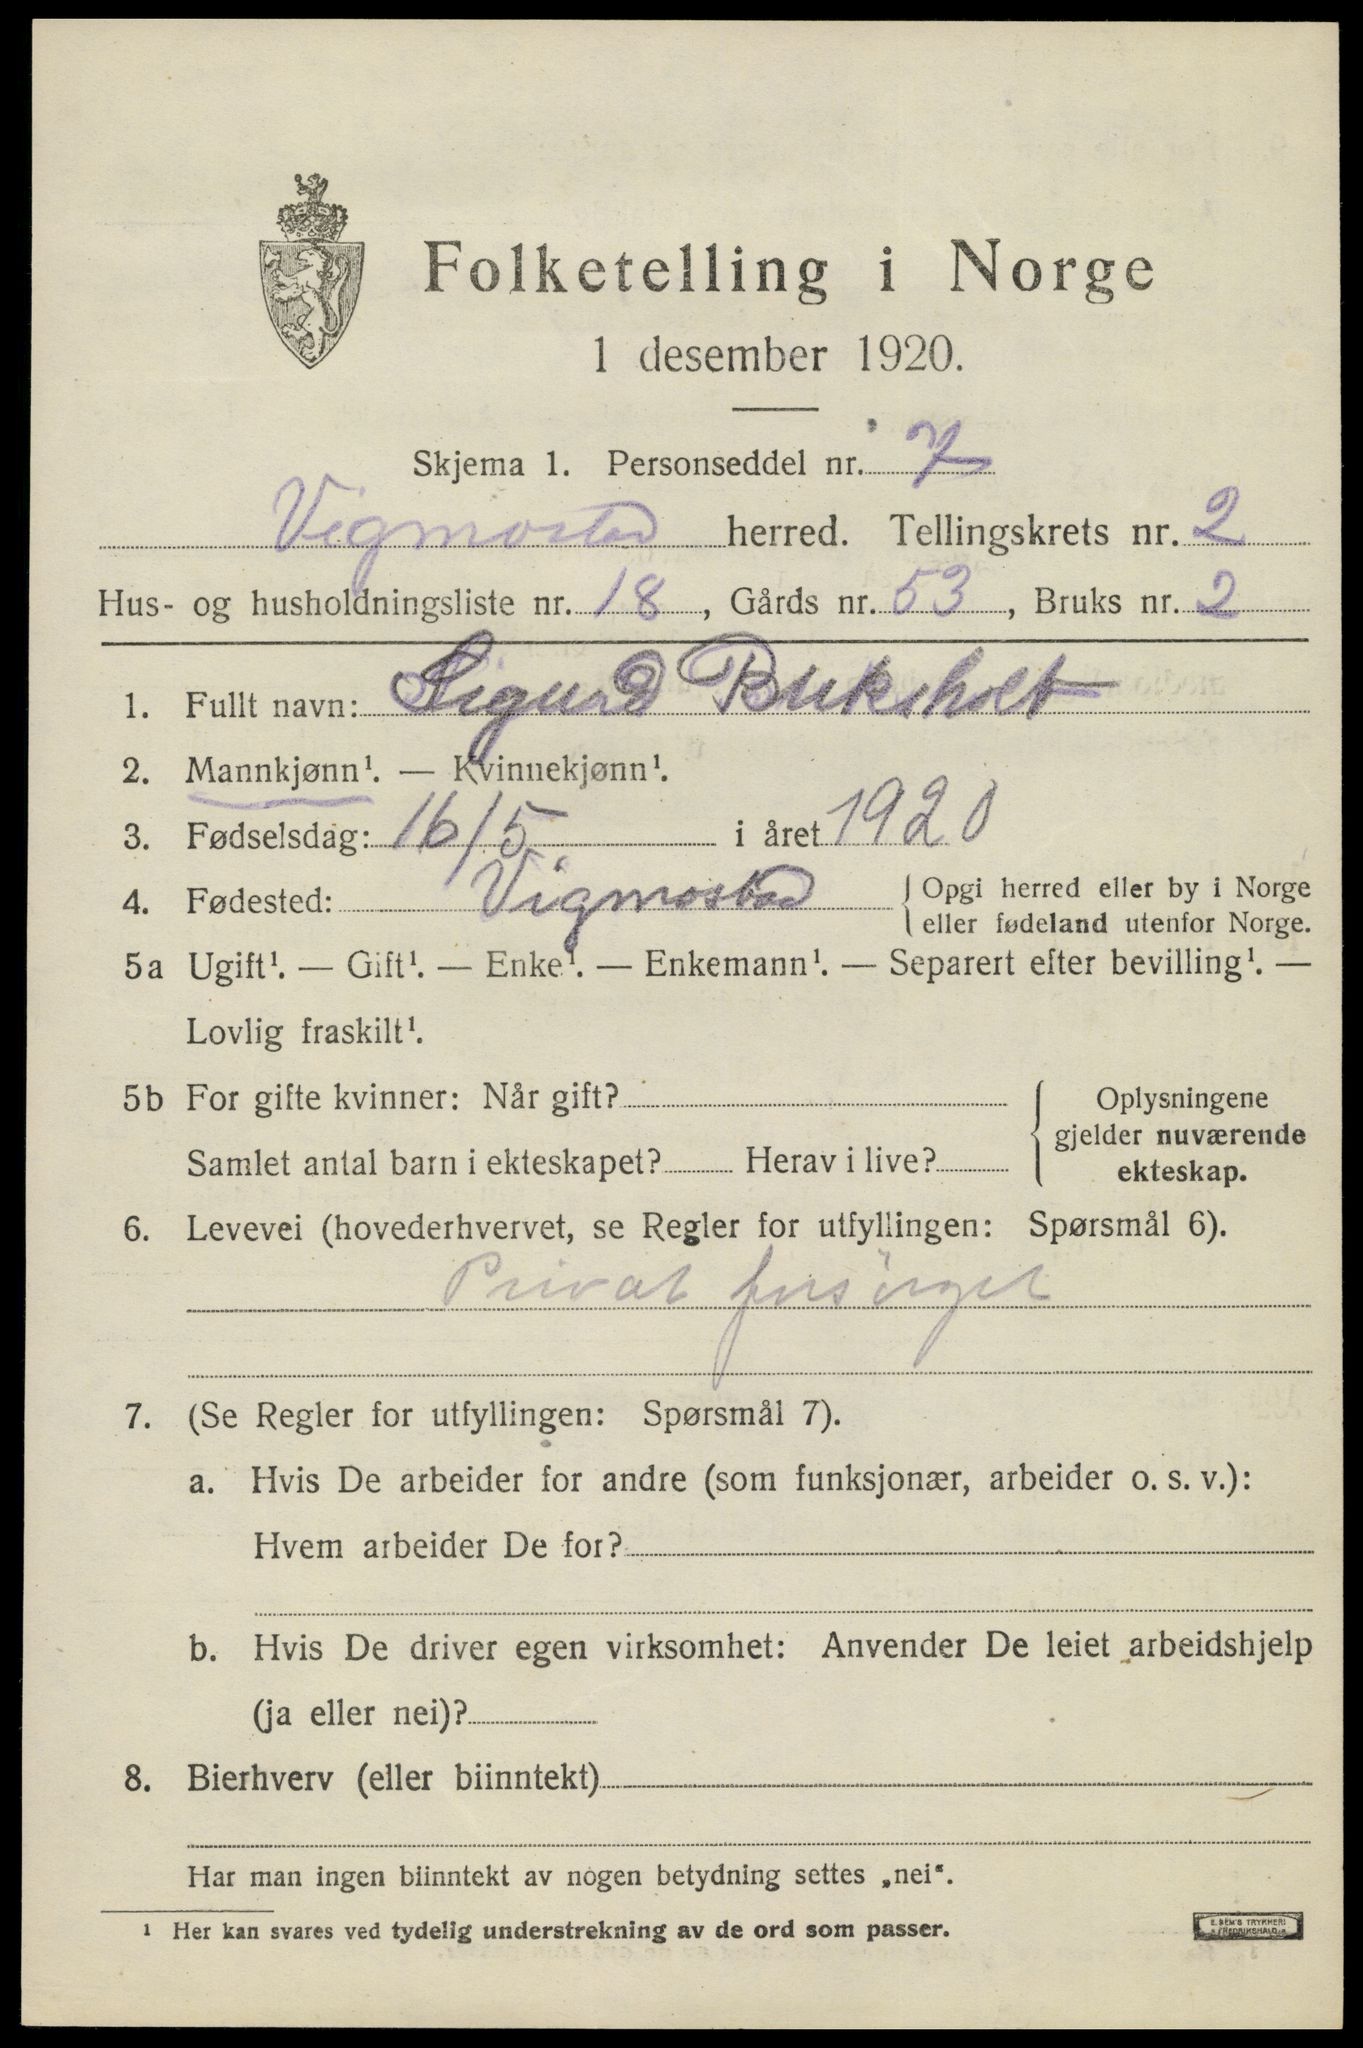 Folketelling i Norge
1 desember 1920.
Skjema 1. Personseddel nr. 7
Vigmostad herred. Tellingskrets nr. 2
Hus- og husholdningsliste nr. 18, Gårds nr. 53, Bruks nr. 2
1. Fullt navn: Sigurd Buksholt
2. Mannkjønn¹. — Kvinnekjønn¹.
3. Fødselsdag: 16/5 i året 1920
4. Fødested: Vigmostad { Opgi herred eller by i Norge
eller fødeland utenfor Norge.
5a Ugift¹. — Gift¹. — Enke¹. — Enkemann¹. — Separert efter bevilling¹. —
Lovlig fraskilt¹.
5b For gifte kvinner: Når gift? { Oplysningene
gjelder nuværende
Samlet antal barn i ekteskapet? Herav i live?
ekteskap.
6. Levevei (hovederhvervet, se Regler for utfyllingen: Spørsmål 6).
Privat forsörget
7. (Se Regler for utfyllingen: Spørsmål 7).
a. Hvis De arbeider for andre (som funksjonær, arbeider o. s. v.):
Hvem arbeider De for?
b. Hvis De driver egen virksomhet: Anvender De leiet arbeidshjelp
(ja eller nei)?
8. Bierhverv (eller biinntekt)
Har man ingen biinntekt av nogen betydning settes „nei“.
¹ Her kan svares ved tydelig understrekning av de ord som passer.
E. SEM'S TRYKKERI
FREDRIKSHALD